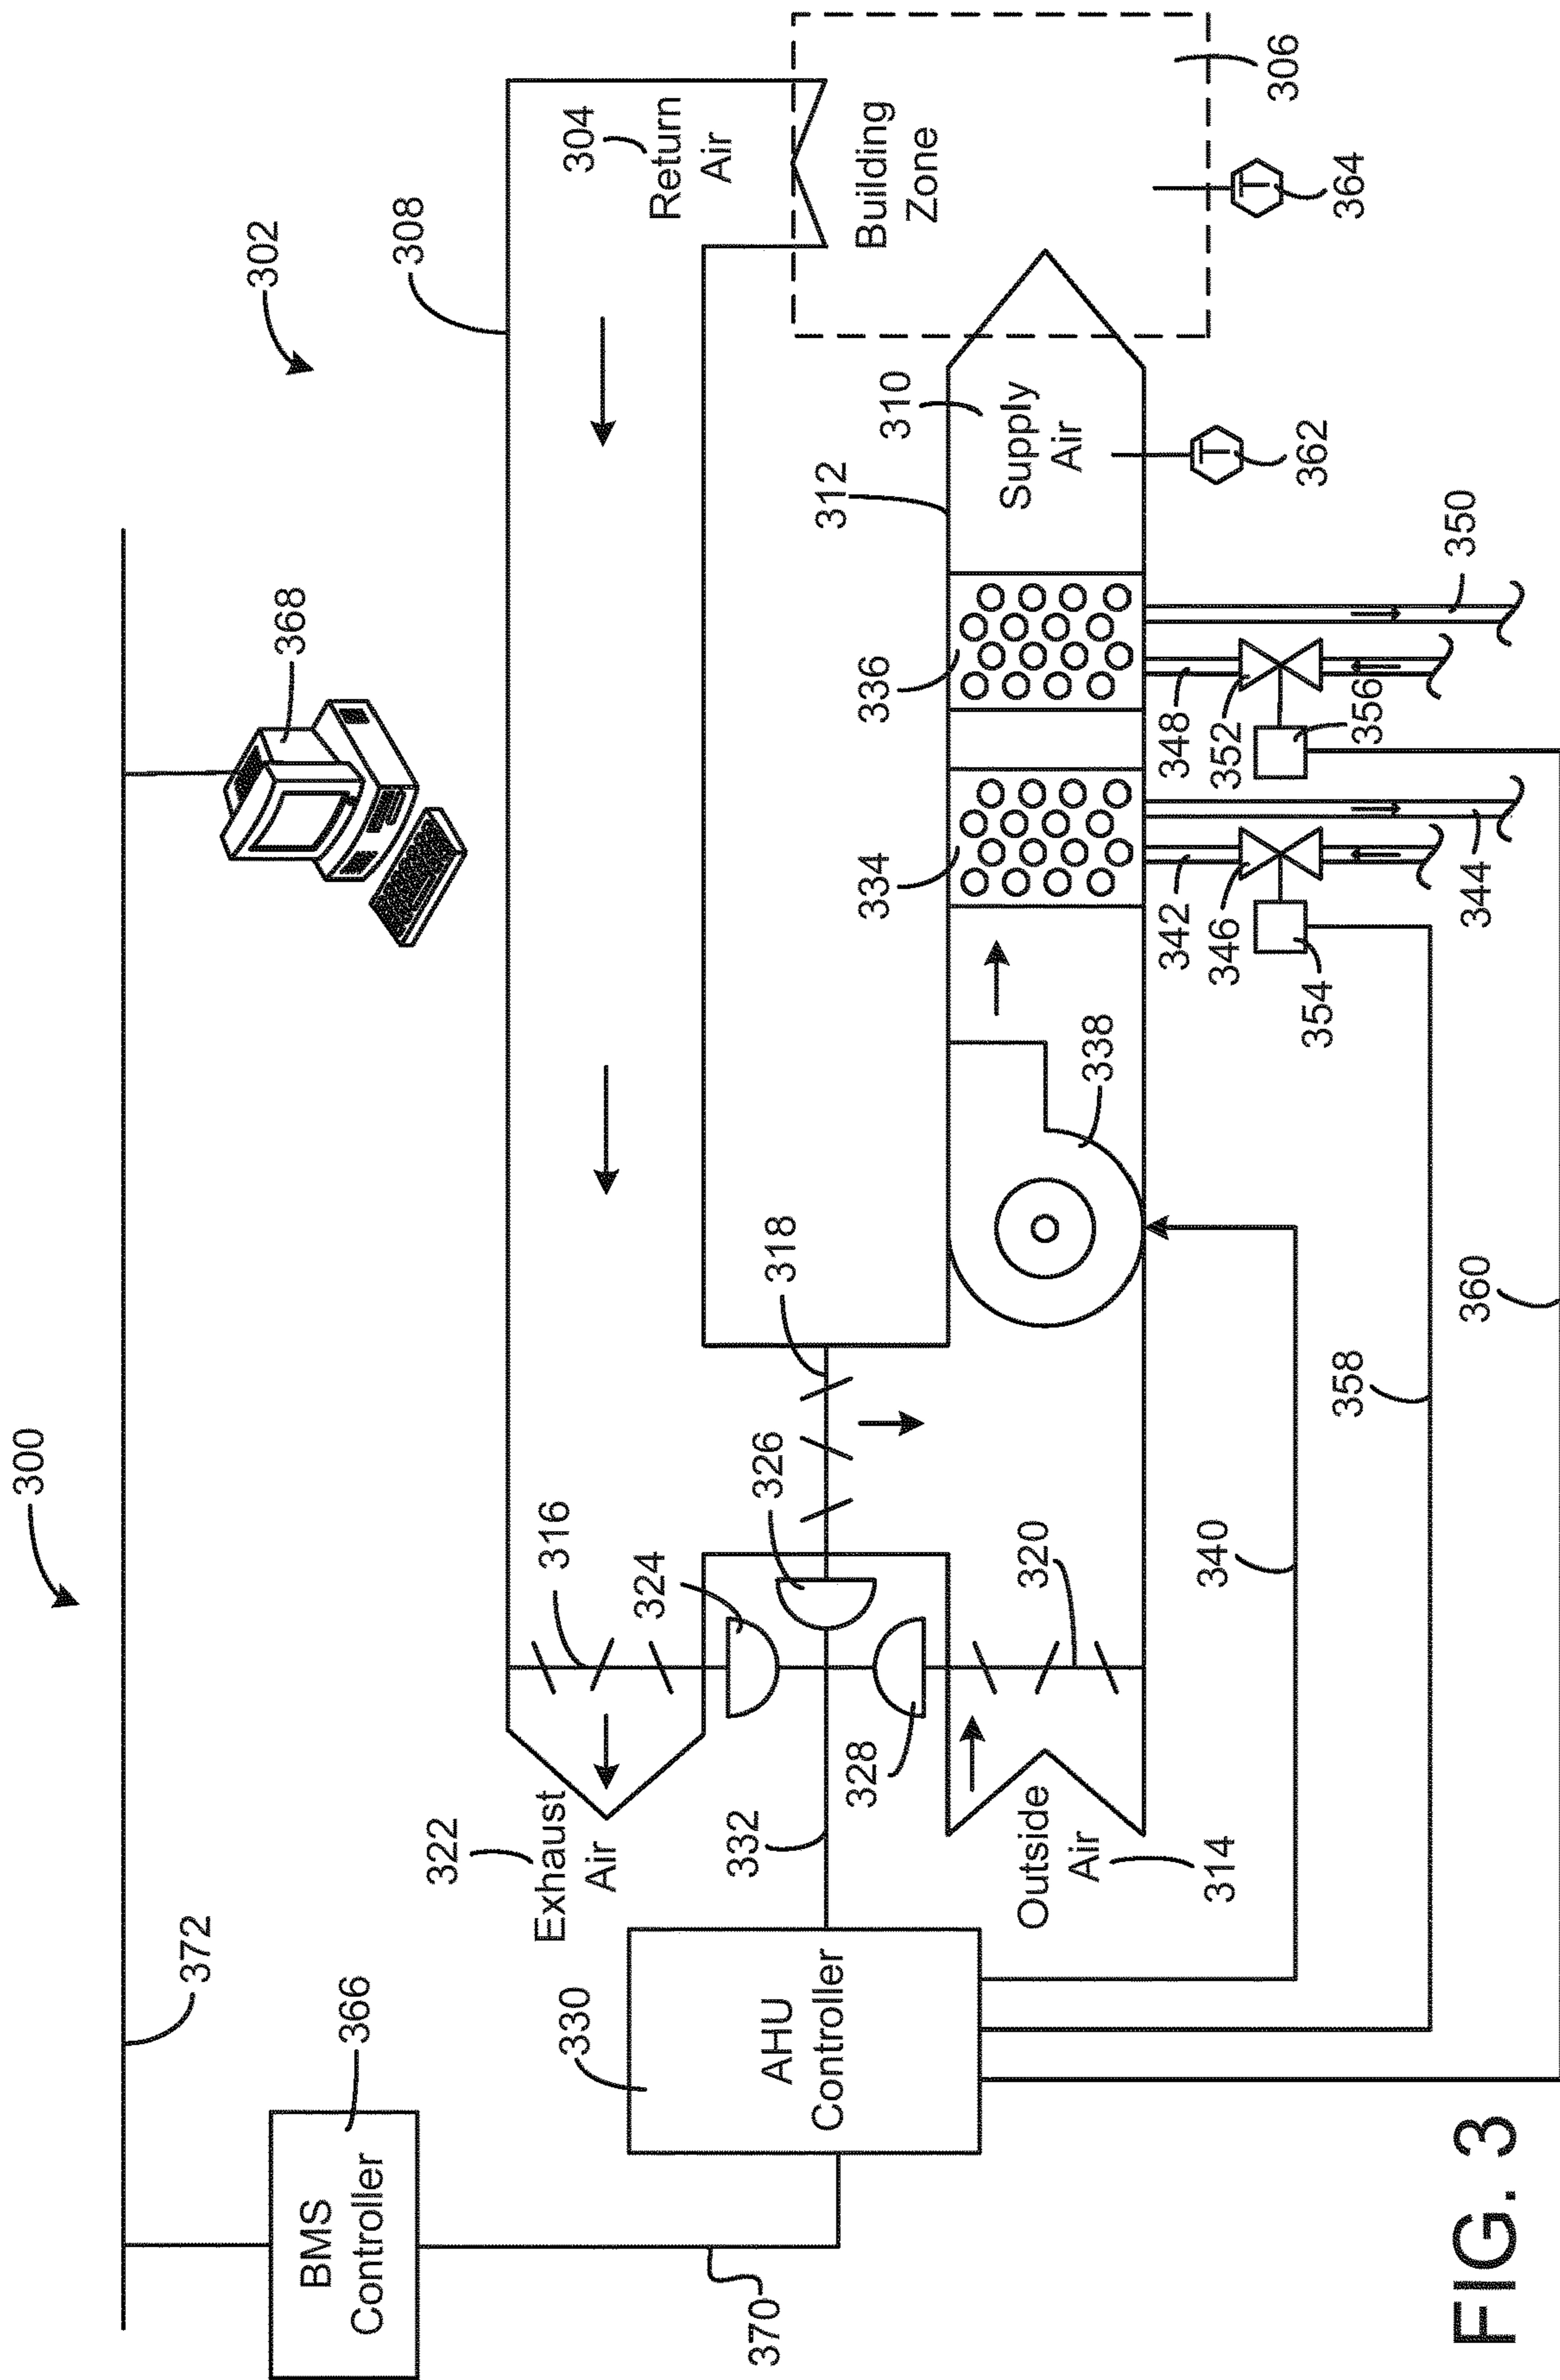 300
372
366
BMS
Controller
370
368
302
308
304
Return
Air
Building
Zone
306
364
322
Exhaust
Air
316
324
326
318
332
328
330
AHU
Controller
Outside
Air
314
320
338
334
336
312
310
Supply
Air
362
342
346
354
344
348
352
356
350
340
358
360
T
T
FIG. 3